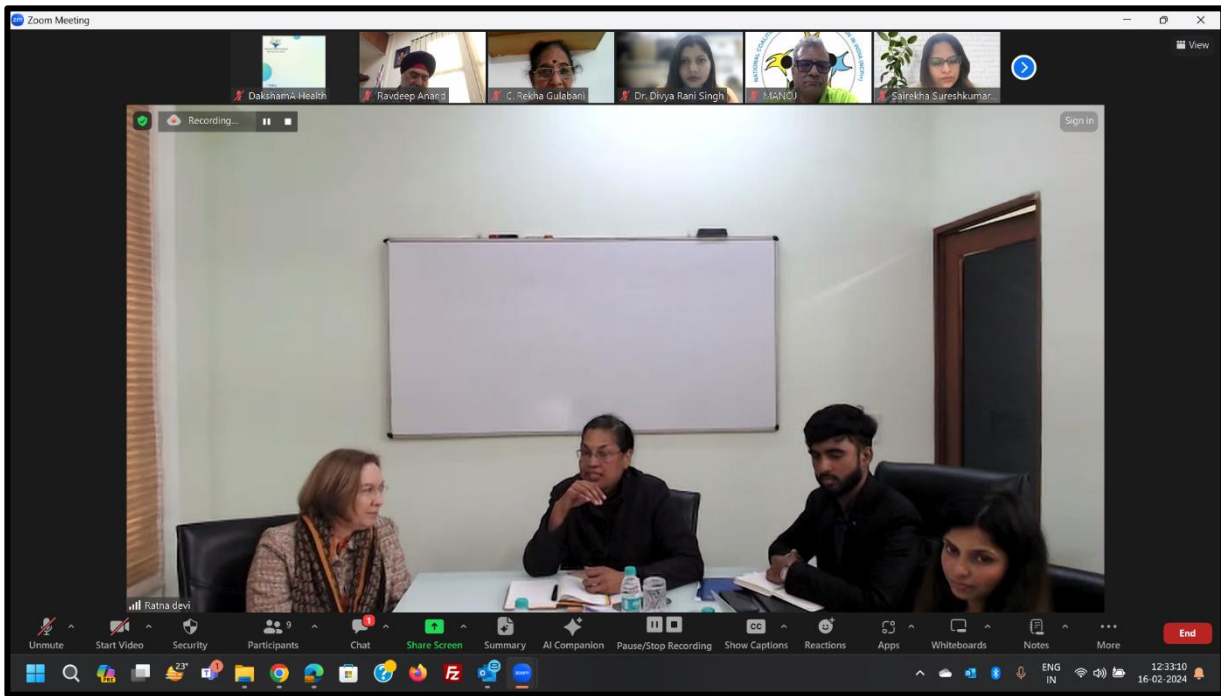 Zoom Meeting
View
DakshamA Health
Ravdeep Anand
C. Rekha Gulabani
Dr. Divya Rani Singh
MANOJ
Sairekha Sureshkumar...
Recording...
Sign in
Ratna devi
Unmute
Start Video
Security
Participants
9
Chat
1
Share Screen
Summary
AI Companion
Pause/Stop Recording
CC
Show Captions
Reactions
Apps
Whiteboards
Notes
More
End
23°
ENG
IN
12:33:10
16-02-2024